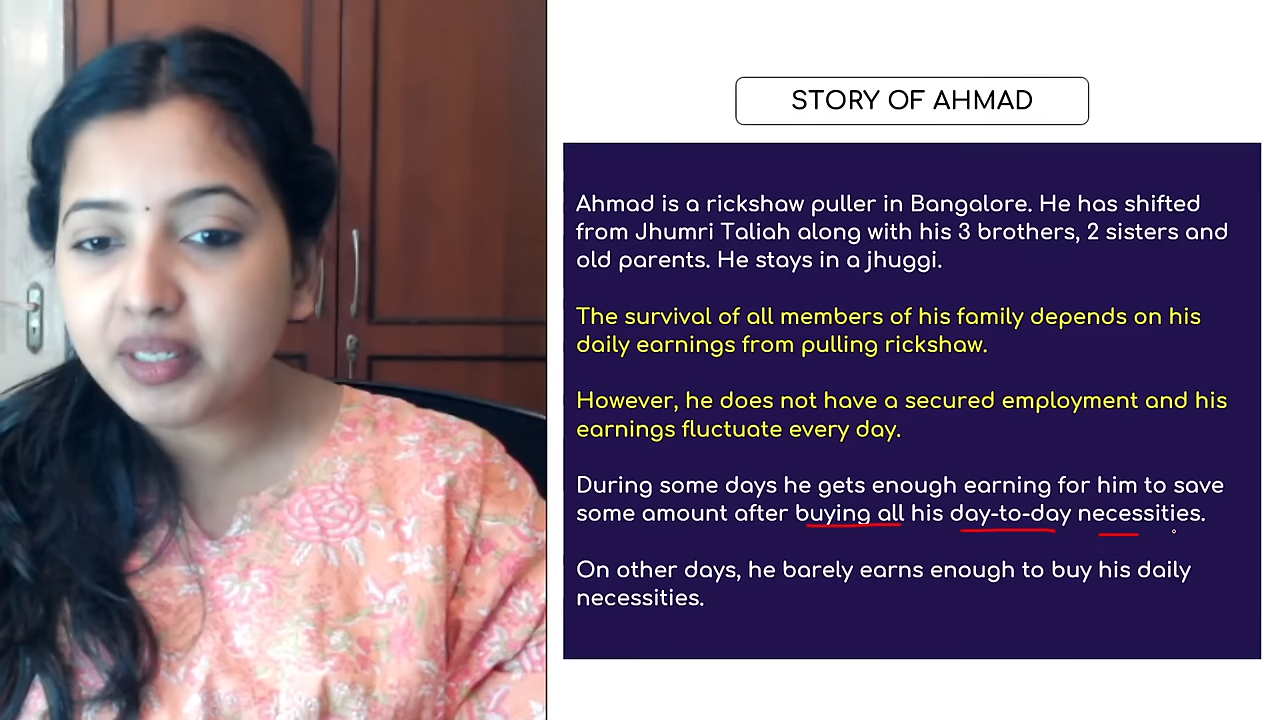 STORY OF AHMAD
Ahmad is a rickshaw puller in Bangalore. He has shifted
from Jhumri Taliah along with his 3 brothers, 2 sisters and
old parents. He stays in a jhuggi.
The survival of all members of his family depends on his
daily earnings from pulling rickshaw.
However, he does not have a secured employment and his
earnings fluctuate every day.
During some days he gets enough earning for him to save
some amount after buying all his day-to-day necessities.
On other days, he barely earns enough to buy his daily
necessities.